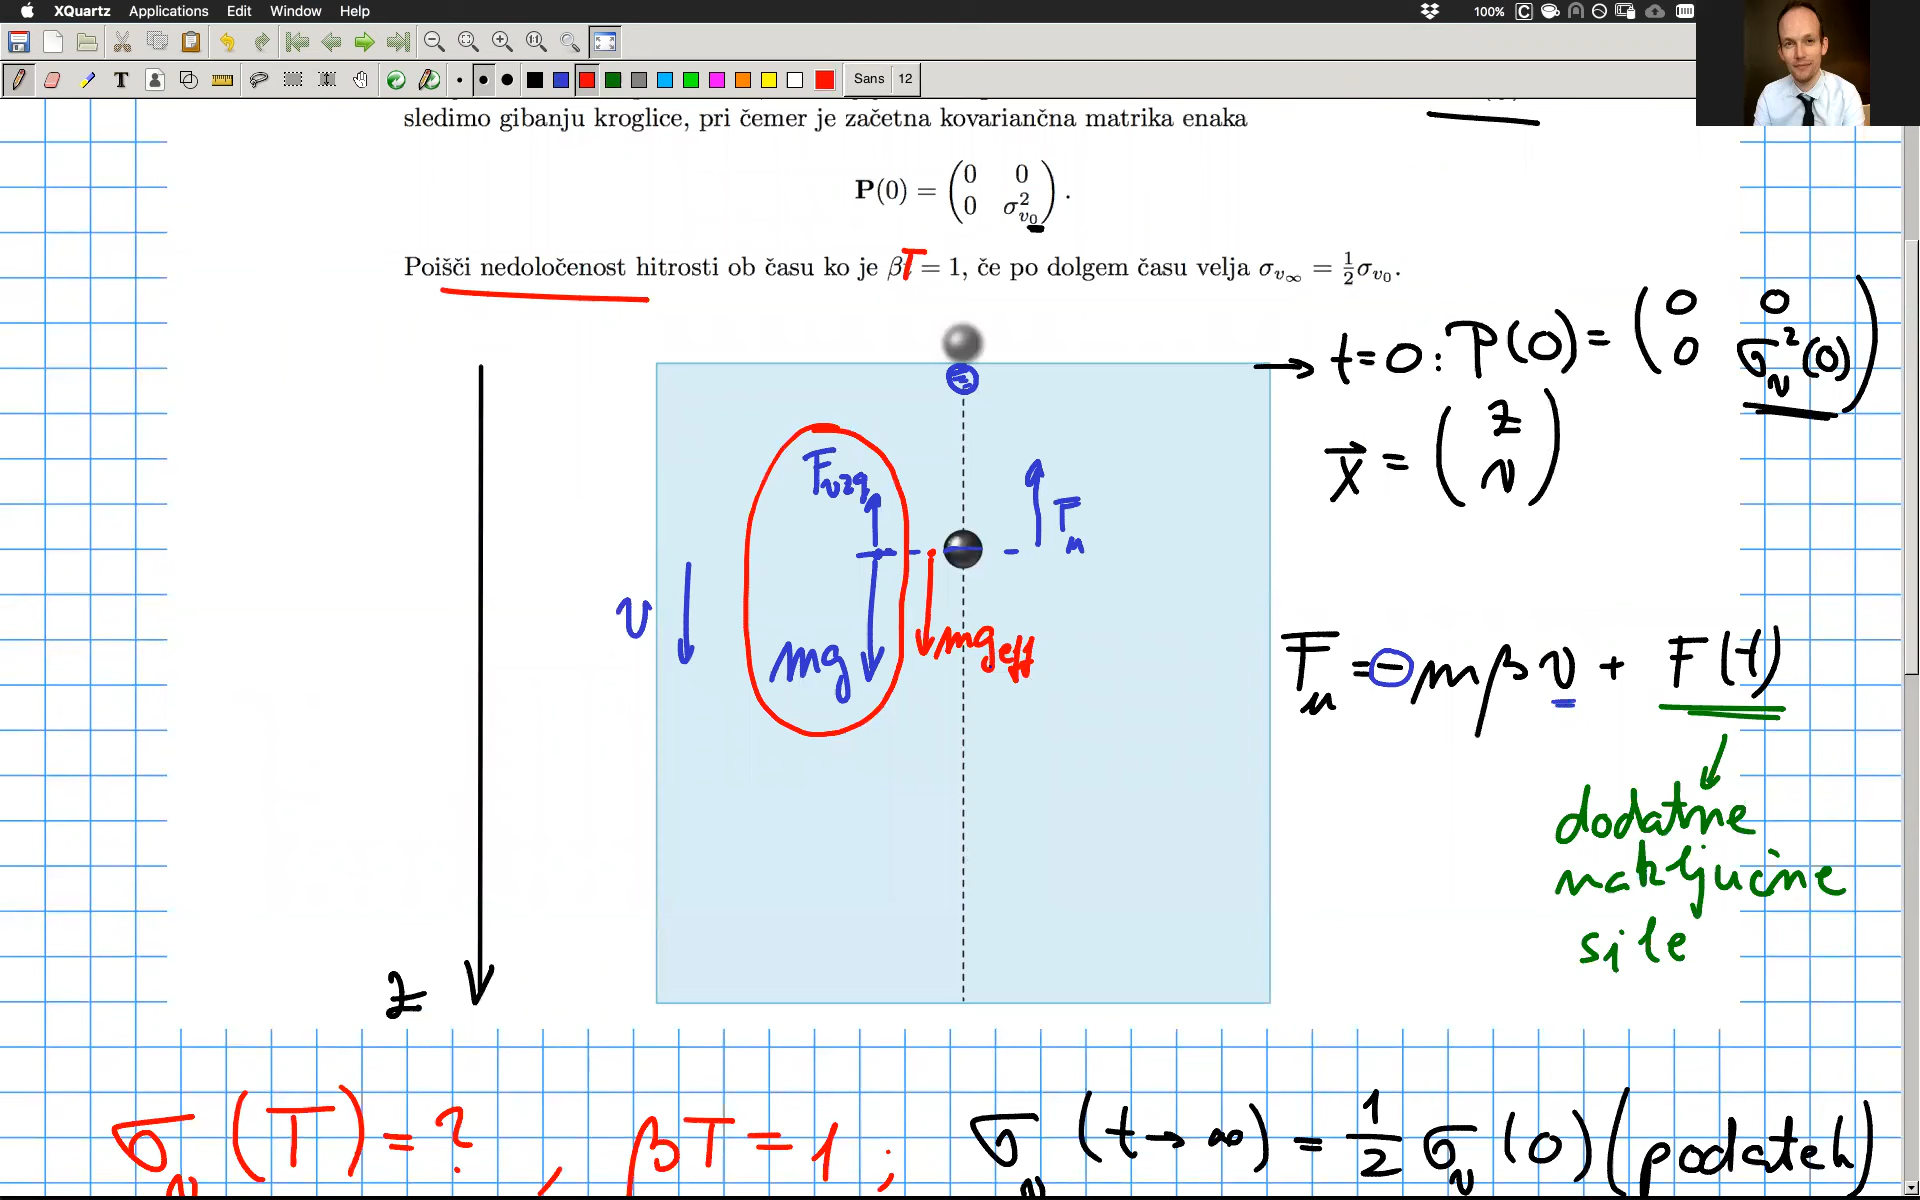 XQuartz Applications Edit Window Help
100%
T Sans 12
sledimo gibanju kroglice, pri čemer je začetna kovariančna matrika enaka
P(0) = ( 0 0
0 σ²v₀ ) .
Poišči nedoločenost hitrosti ob času ko je βT = 1, če po dolgem času velja σv∞ = ½σv₀.
→ t=0: P(0) = ( 0 0
0 σv²(0) )
x⃗ = ( z
v )
Fvzg
Fu
v
mg
mgeff
Fu = −mβv + F(t)
dodatne
naključne
sile
z
σv(T) = ? , βT = 1 ; σv(t→∞) = 1/2 σv(0) (podatek)